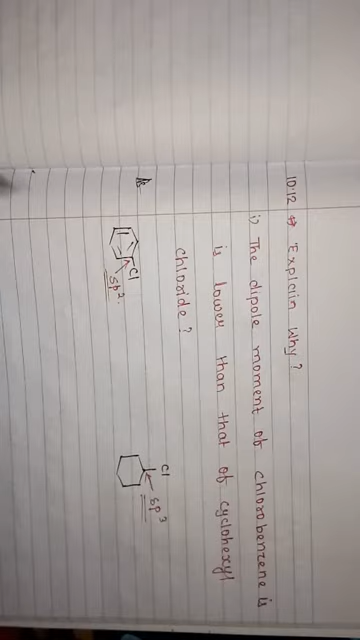 10.12 ⇒ Explain Why?
i) The dipole moment of chlorobenzene is
is lower than that of cyclohexyl
chloride?
Cl
sp².
Cl
sp³